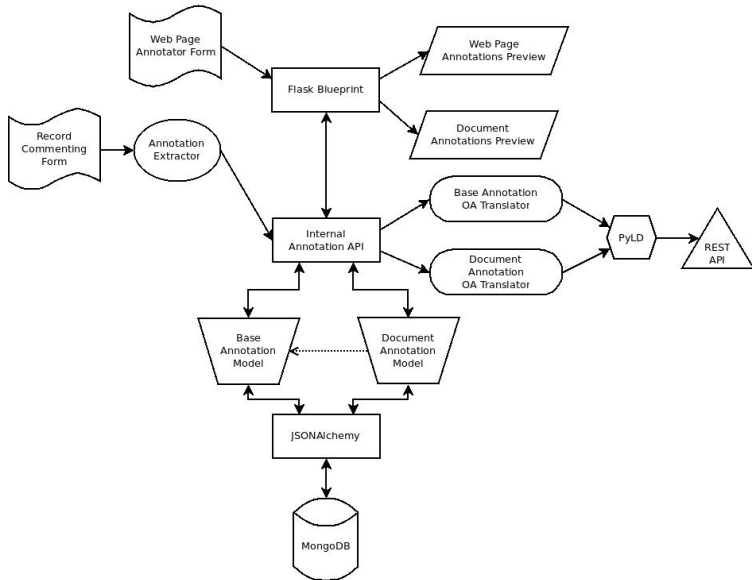 Web Page
Annotator Form
Web Page
Annotations Preview
Flask Blueprint
Document
Annotations Preview
Record
Commenting
Form
Annotation
Extractor
Base Annotation
OA Translator
Internal
Annotation API
PyLD
REST
API
Document
Annotation
OA Translator
Base
Annotation
Model
Document
Annotation
Model
JSONAlchemy
MongoDB